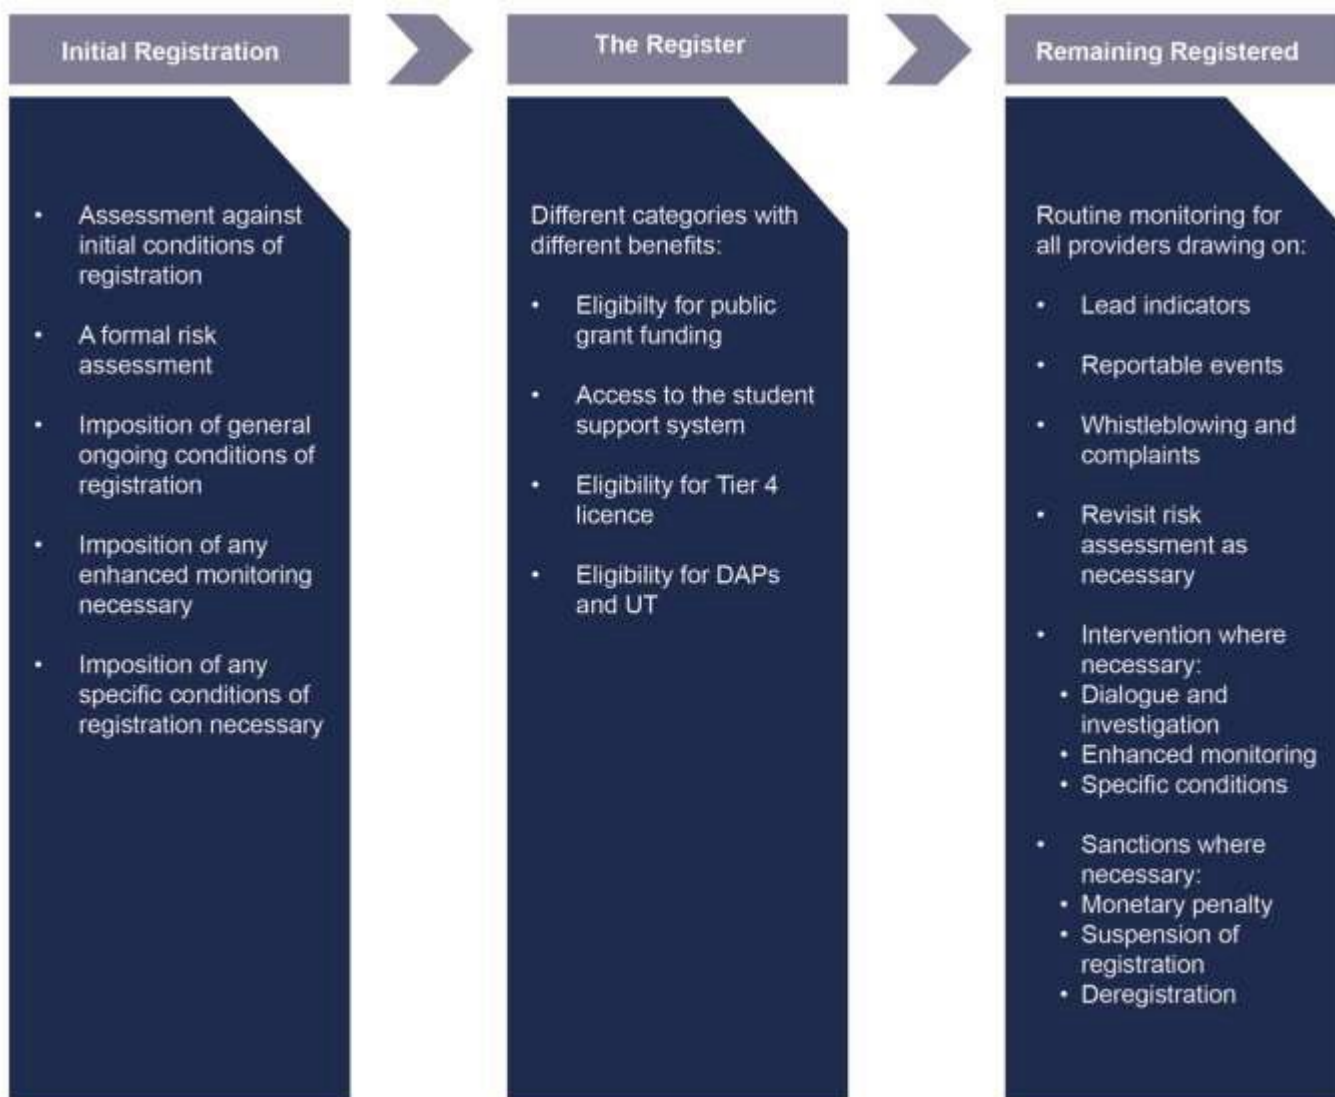 Initial Registration
The Register
Remaining Registered
• Assessment against
initial conditions of
registration
• A formal risk
assessment
• Imposition of general
ongoing conditions of
registration
• Imposition of any
enhanced monitoring
necessary
• Imposition of any
specific conditions of
registration necessary
Different categories with
different benefits:
• Eligibilty for public
grant funding
• Access to the student
support system
• Eligibility for Tier 4
licence
• Eligibility for DAPs
and UT
Routine monitoring for
all providers drawing on:
• Lead indicators
• Reportable events
• Whistleblowing and
complaints
• Revisit risk
assessment as
necessary
• Intervention where
necessary:
• Dialogue and
investigation
• Enhanced monitoring
• Specific conditions
• Sanctions where
necessary:
• Monetary penalty
• Suspension of
registration
• Deregistration